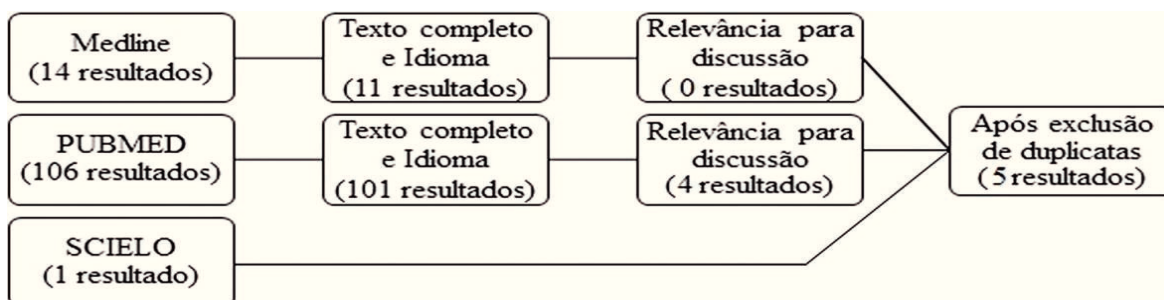 Medline
(14 resultados)
Texto completo
e Idioma
(11 resultados)
Relevância para
discussão
( 0 resultados)
PUBMED
(106 resultados)
Texto completo
e Idioma
(101 resultados)
Relevância para
discussão
(4 resultados)
SCIELO
(1 resultado)
Após exclusão
de duplicatas
(5 resultados)